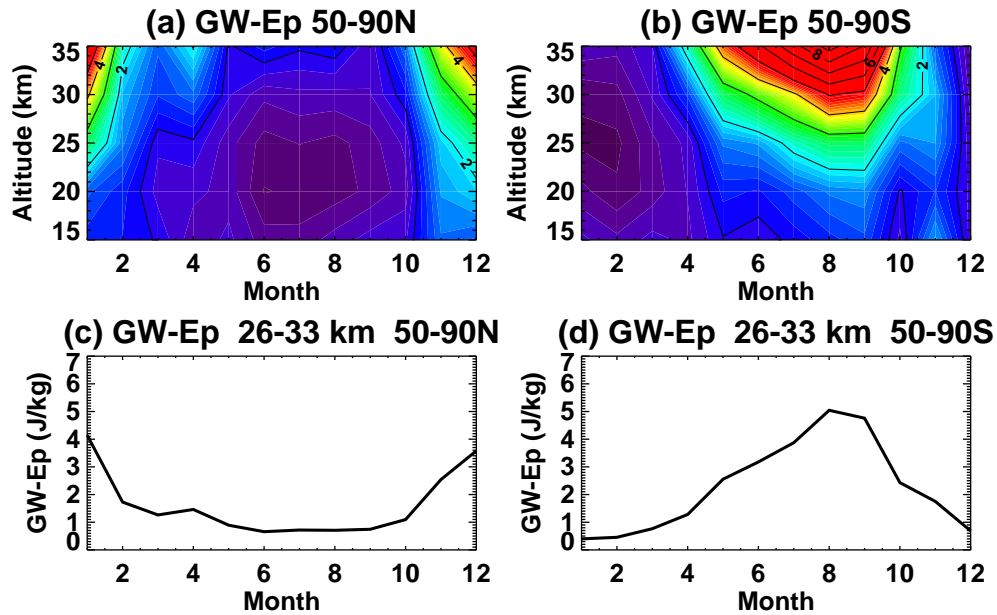 (a) GW-Ep 50-90N
(b) GW-Ep 50-90S
Altitude (km)
35
30
25
20
15
4
2
4
2
2 4 6 8 10 12
Month
Altitude (km)
35
30
25
20
15
8
6
4
2
2 4 6 8 10 12
Month
(c) GW-Ep 26-33 km 50-90N
(d) GW-Ep 26-33 km 50-90S
GW-Ep (J/kg)
7
6
5
4
3
2
1
0
2 4 6 8 10 12
Month
GW-Ep (J/kg)
7
6
5
4
3
2
1
0
2 4 6 8 10 12
Month